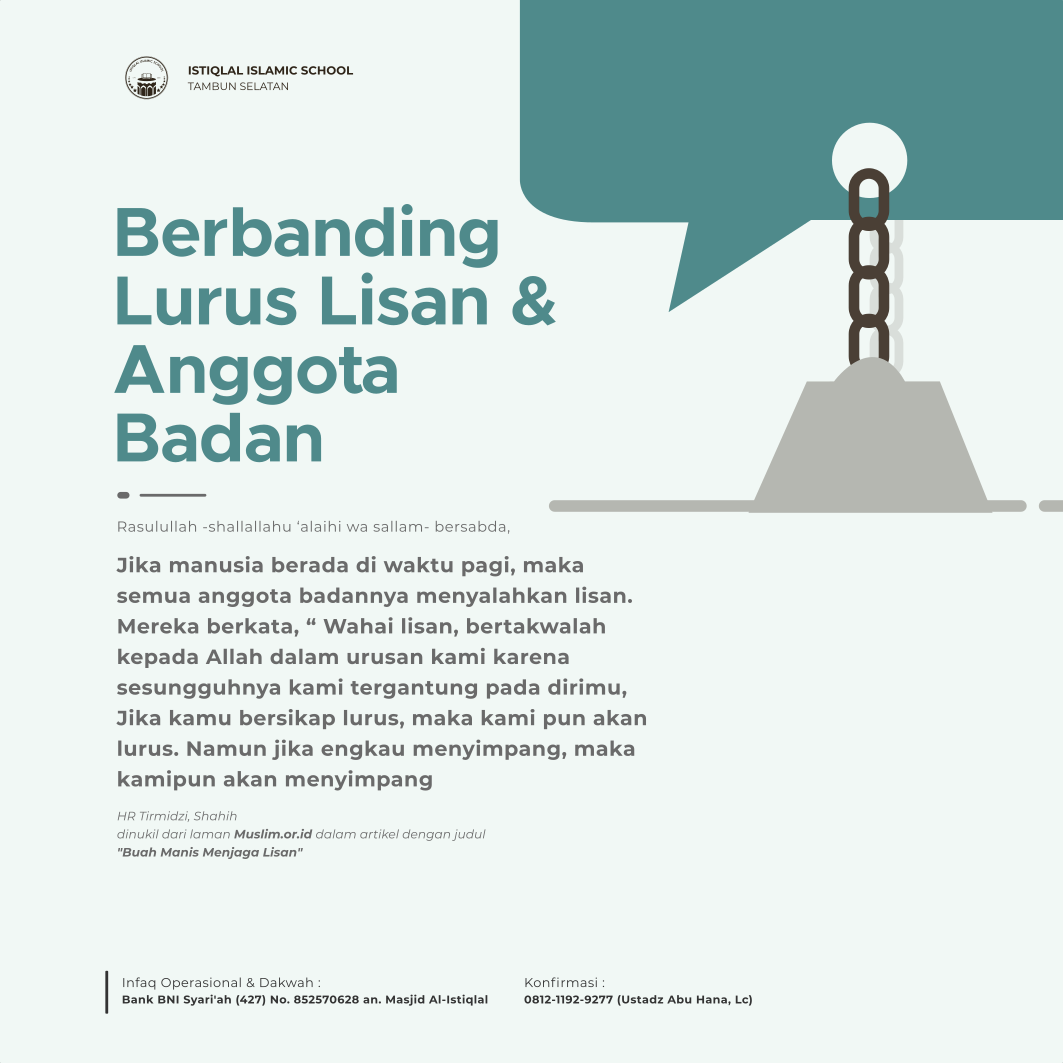 ISTIQLAL ISLAMIC SCHOOL
TAMBUN SELATAN
Berbanding
Lurus Lisan &
Anggota
Badan
Rasulullah -shallallahu ‘alaihi wa sallam- bersabda,
Jika manusia berada di waktu pagi, maka
semua anggota badannya menyalahkan lisan.
Mereka berkata, “ Wahai lisan, bertakwalah
kepada Allah dalam urusan kami karena
sesungguhnya kami tergantung pada dirimu,
Jika kamu bersikap lurus, maka kami pun akan
lurus. Namun jika engkau menyimpang, maka
kamipun akan menyimpang
HR Tirmidzi, Shahih
dinukil dari laman Muslim.or.id dalam artikel dengan judul
"Buah Manis Menjaga Lisan"
Infaq Operasional & Dakwah :
Bank BNI Syari'ah (427) No. 852570628 an. Masjid Al-Istiqlal
Konfirmasi :
0812-1192-9277 (Ustadz Abu Hana, Lc)